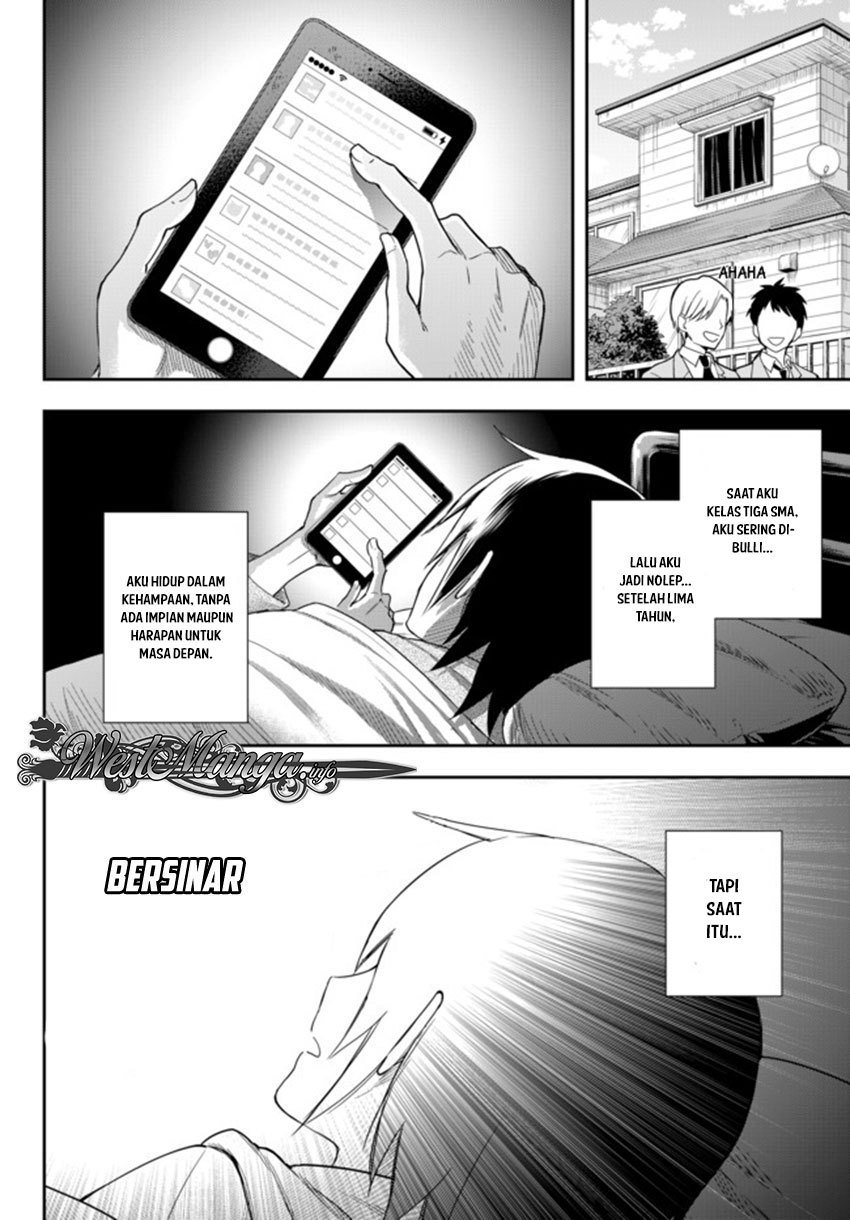 AHAHA
SAAT AKU
KELAS TIGA SMA,
AKU SERING DI-
BULLI...
LALU AKU
JADI NOLEP...
SETELAH LIMA
TAHUN,
AKU HIDUP DALAM
KEHAMPAAN, TANPA
ADA IMPIAN MAUPUN
HARAPAN UNTUK
MASA DEPAN.
WestManga.info
TAPI
SAAT
ITU...
BERSINAR